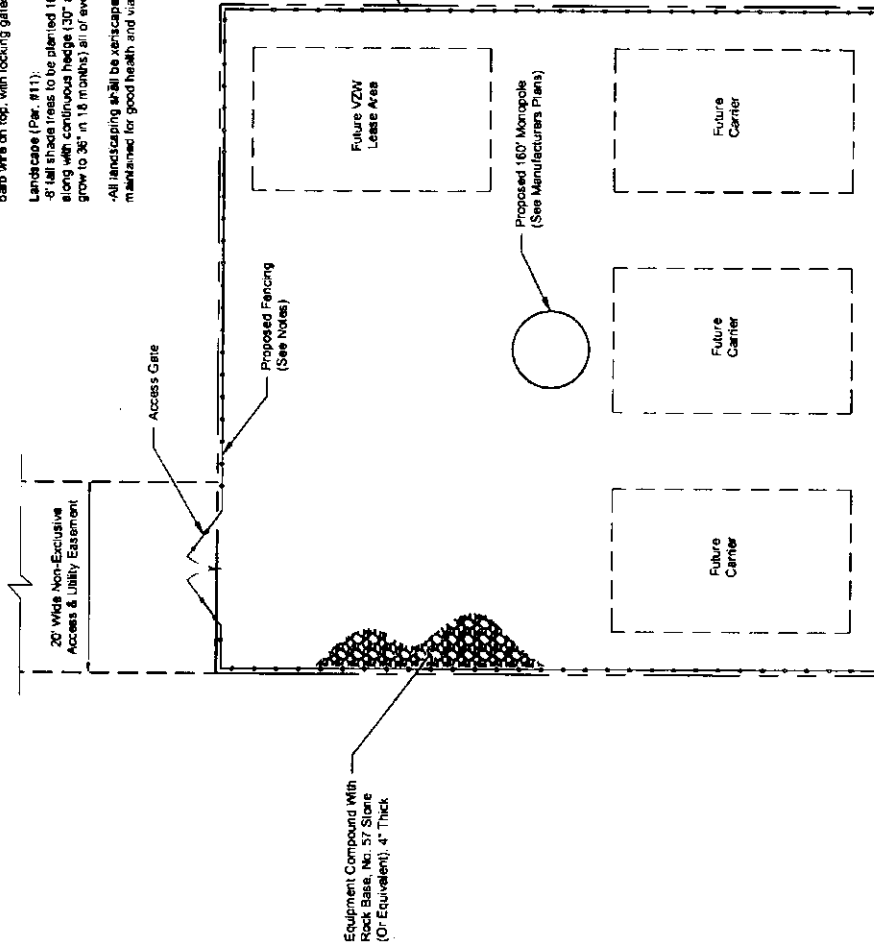 barb wire on top, with locking gate
Landscape (Par. #11):
-8' tall shade trees to be planted
along with continuous hedge (30"
grow to 36" in 18 months) all of
-All landscaping shall be xeriscape
maintained for good health and
20' Wide Non-Exclusive
Access & Utility Easement
Access Gate
Proposed Fencing
(See Notes)
Future VZW
Lease Area
Proposed 160' Monopole
(See Manufacturers Plans)
Equipment Compound With
Rock Base, No. 57 Stone
(Or Equivalent), 4" Thick
Future
Carrier
Future
Carrier
Future
Carrier